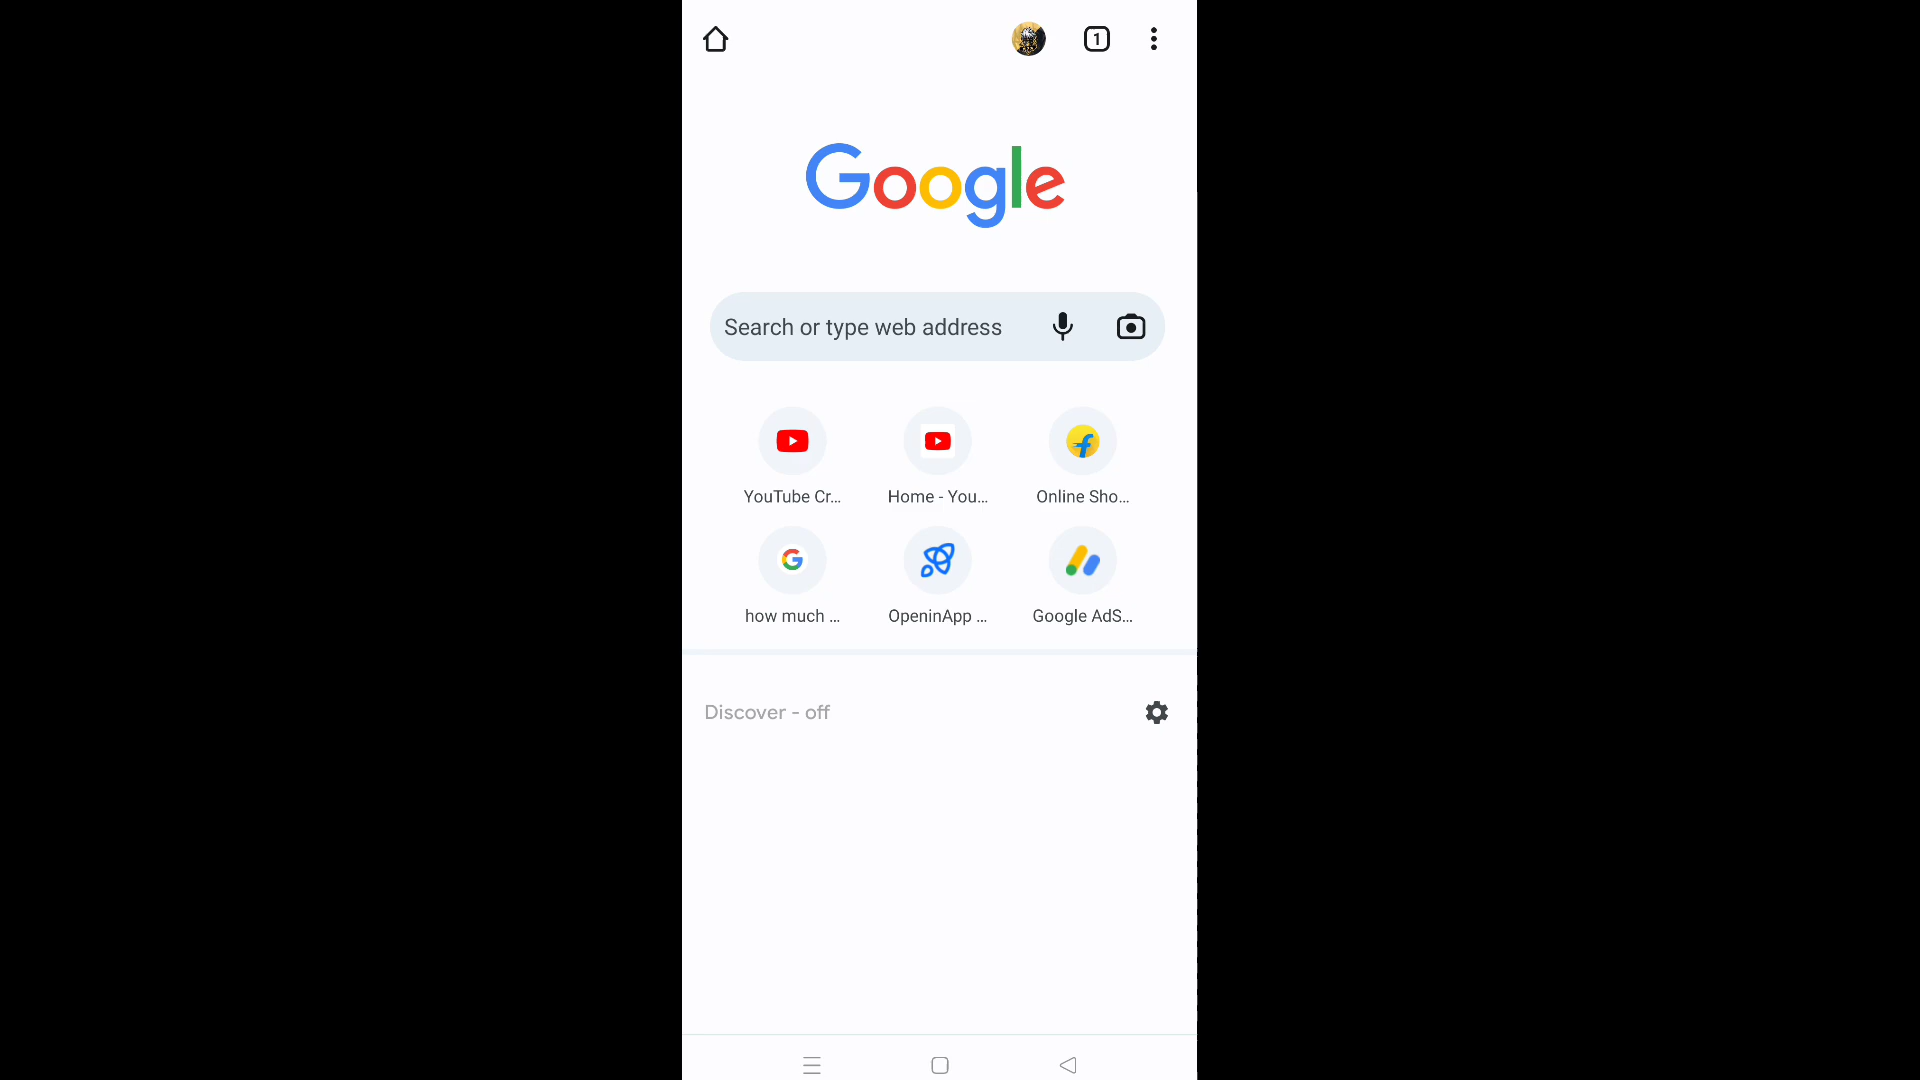 1
Google
Search or type web address
YouTube Cr...
Home - You...
Online Sho...
how much ...
OpeninApp ...
Google AdS...
Discover - off